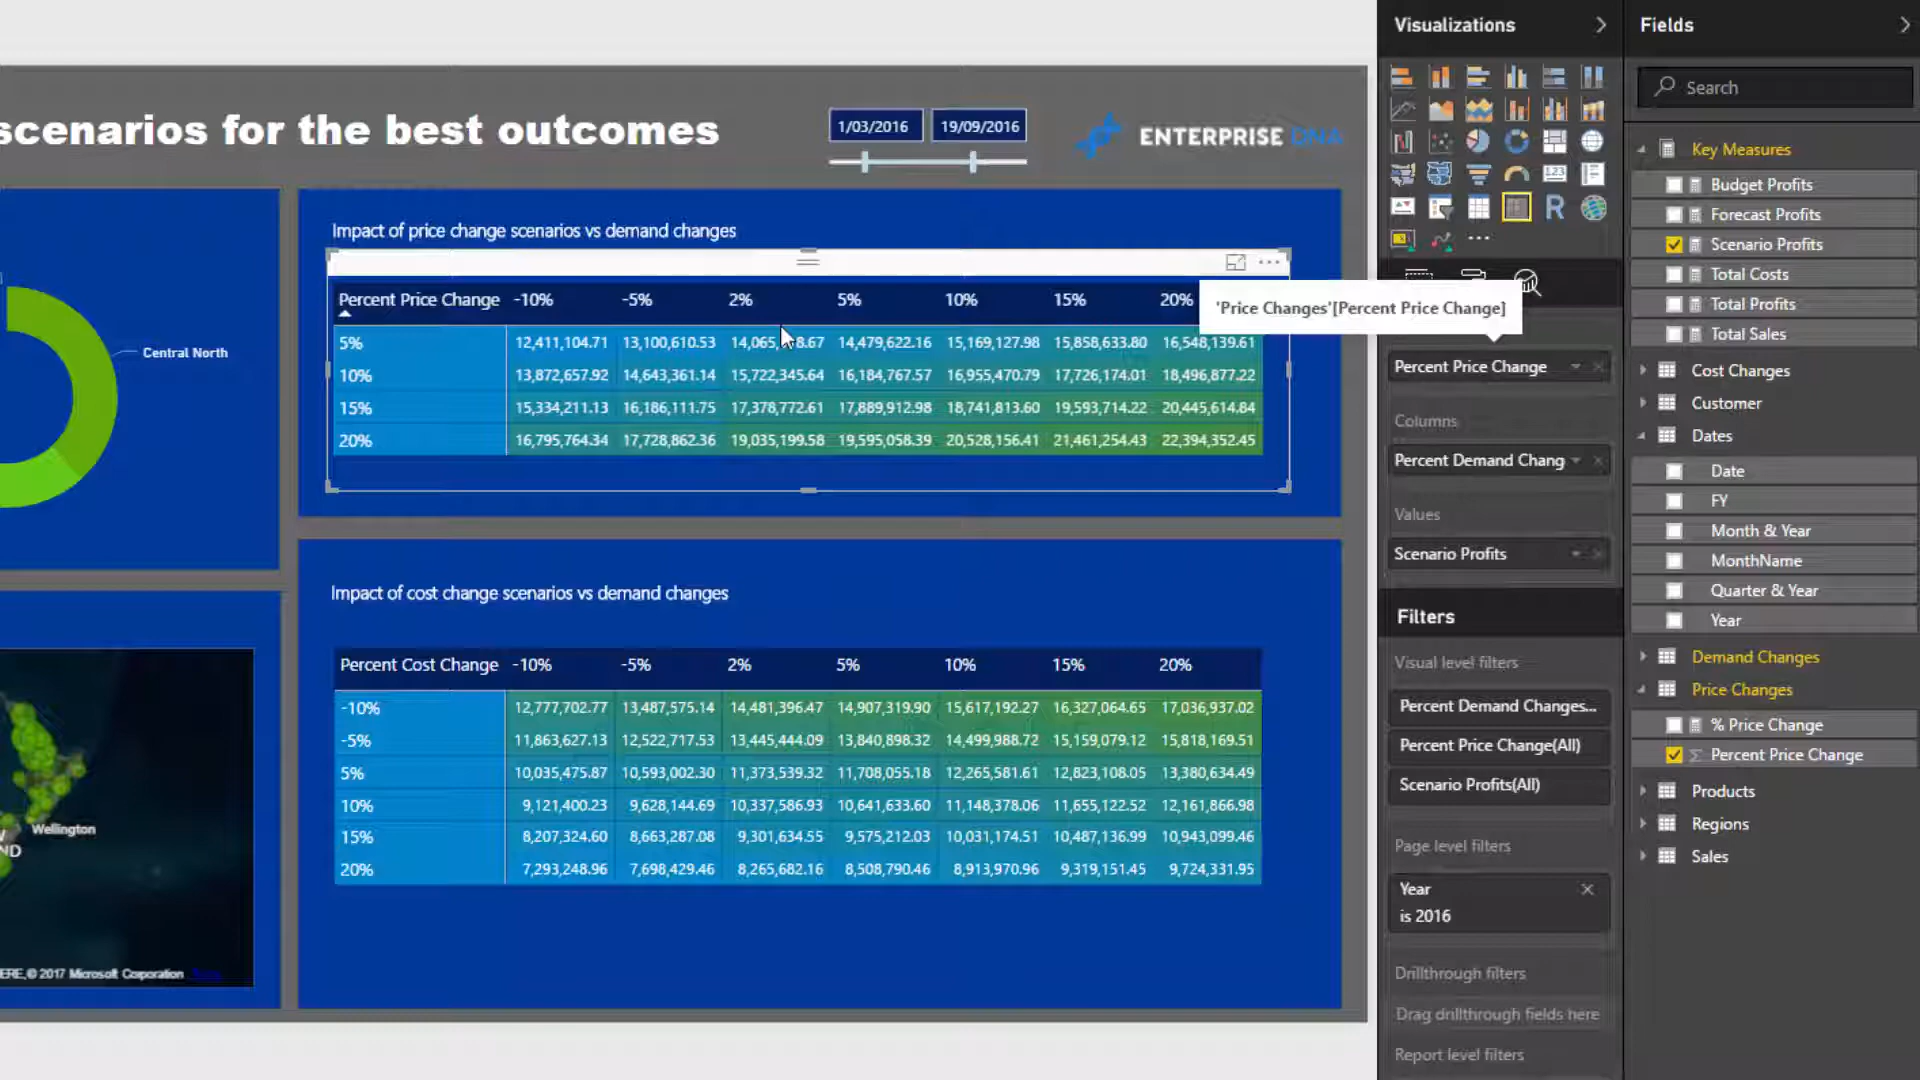 scenarios for the best outcomes
1/03/2016 19/09/2016
ENTERPRISE DNA
Central North
Wellington
ND
ERE, © 2017 Microsoft Corporation
Impact of price change scenarios vs demand changes
Percent Price Change -10% -5% 2% 5% 10% 15% 20%
5% 12,411,104.71 13,100,610.53 14,479,622.16 15,169,127.98 15,858,633.80 16,548,139.61
10% 13,872,657.92 14,643,361.14 15,722,345.64 16,184,767.57 16,955,470.79 17,726,174.01 18,496,877.22
15% 15,334,211.13 16,186,111.75 17,378,772.61 17,889,912.98 18,741,813.60 19,593,714.22 20,445,614.84
20% 16,795,764.34 17,728,862.36 19,035,199.58 19,595,058.39 20,528,156.41 21,461,254.43 22,394,352.45
Impact of cost change scenarios vs demand changes
Percent Cost Change -10% -5% 2% 5% 10% 15% 20%
-10% 12,777,702.77 13,487,575.14 14,481,396.47 14,907,319.90 15,617,192.27 16,327,064.65 17,036,937.02
-5% 11,863,627.13 12,522,717.53 13,445,444.09 13,840,898.32 14,499,988.72 15,159,079.12 15,818,169.51
5% 10,035,475.87 10,593,002.30 11,373,539.32 11,708,055.18 12,265,581.61 12,823,108.05 13,380,634.49
10% 9,121,400.23 9,628,144.69 10,337,586.93 10,641,633.60 11,148,378.06 11,655,122.52 12,161,866.98
15% 8,207,324.60 8,663,287.08 9,301,634.55 9,575,212.03 10,031,174.51 10,487,136.99 10,943,099.46
20% 7,293,248.96 7,698,429.46 8,265,682.16 8,508,790.46 8,913,970.96 9,319,151.45 9,724,331.95
Visualizations
R
123
'Price Changes'[Percent Price Change]
Percent Price Change
Columns
Percent Demand Chang
Values
Scenario Profits
Filters
Visual level filters
Percent Demand Changes...
Percent Price Change(All)
Scenario Profits(All)
Page level filters
Year
is 2016
Drillthrough filters
Drag drillthrough fields here
Report level filters
Fields
Search
Key Measures
Budget Profits
Forecast Profits
Scenario Profits
Total Costs
Total Profits
Total Sales
Cost Changes
Customer
Dates
Date
FY
Month & Year
MonthName
Quarter & Year
Year
Demand Changes
Price Changes
% Price Change
Percent Price Change
Products
Regions
Sales